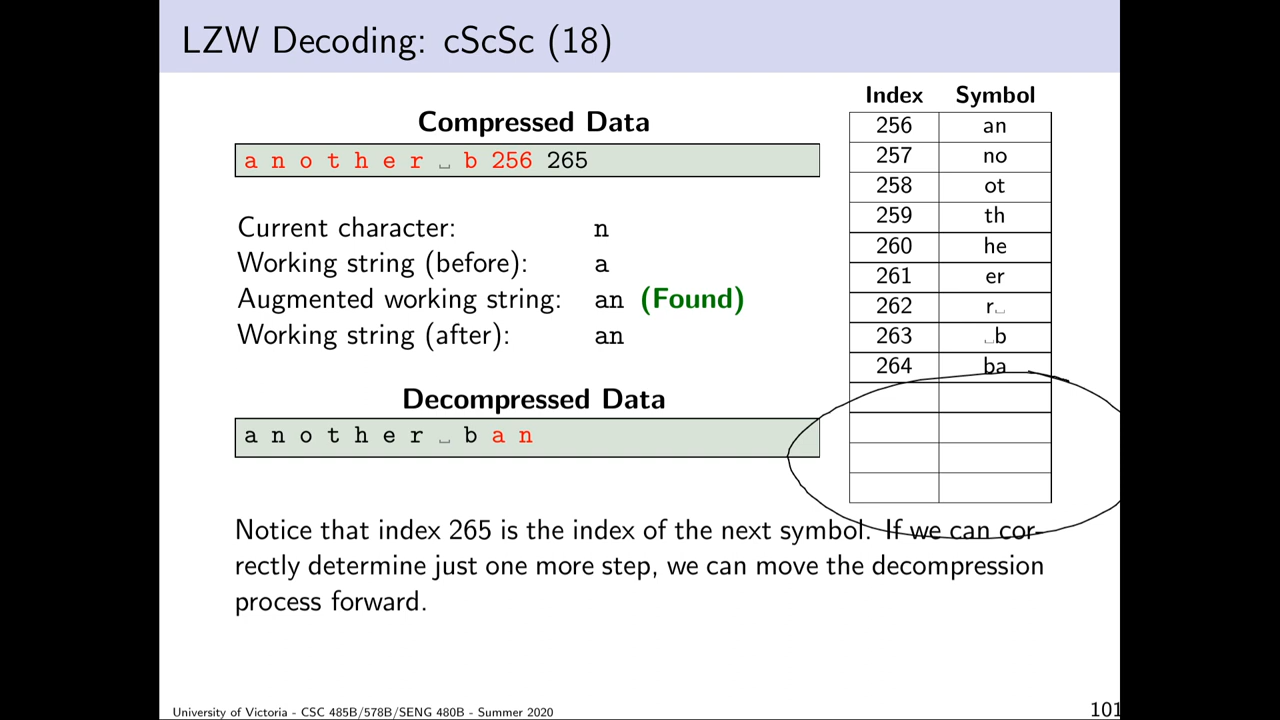 LZW Decoding: cScSc (18)
Compressed Data
a n o t h e r ␣ b 256 265
Current character: n
Working string (before): a
Augmented working string: an (Found)
Working string (after): an
Decompressed Data
a n o t h e r ␣ b a n
Index Symbol
256 an
257 no
258 ot
259 th
260 he
261 er
262 r␣
263 ␣b
264 ba
Notice that index 265 is the index of the next symbol. If we can cor-
rectly determine just one more step, we can move the decompression
process forward.
University of Victoria - CSC 485B/578B/SENG 480B - Summer 2020
101